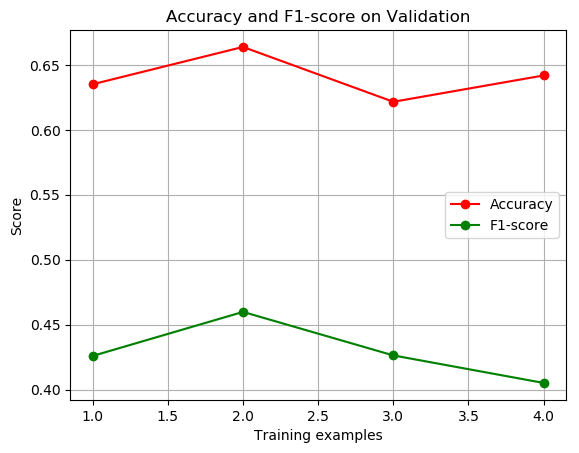 Accuracy and F1-score on Validation
Score
0.65
0.60
0.55
0.50
0.45
0.40
Accuracy
F1-score
1.0 1.5 2.0 2.5 3.0 3.5 4.0
Training examples